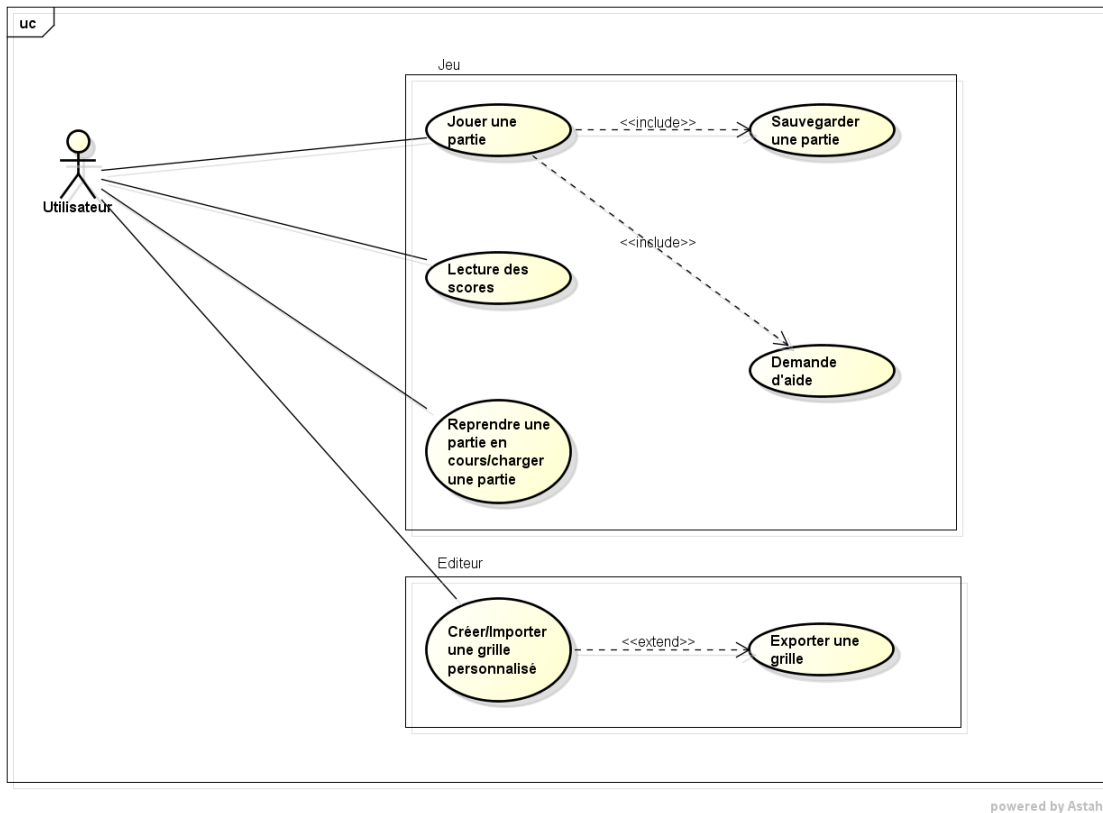 uc
Jeu
Jouer une
partie
<<include>>
Sauvegarder
une partie
Utilisateur
<<include>>
Lecture des
scores
Demande
d'aide
Reprendre une
partie en
cours/charger
une partie
Editeur
Créer/Importer
une grille
personnalisé
<<extend>>
Exporter une
grille
powered by Astah